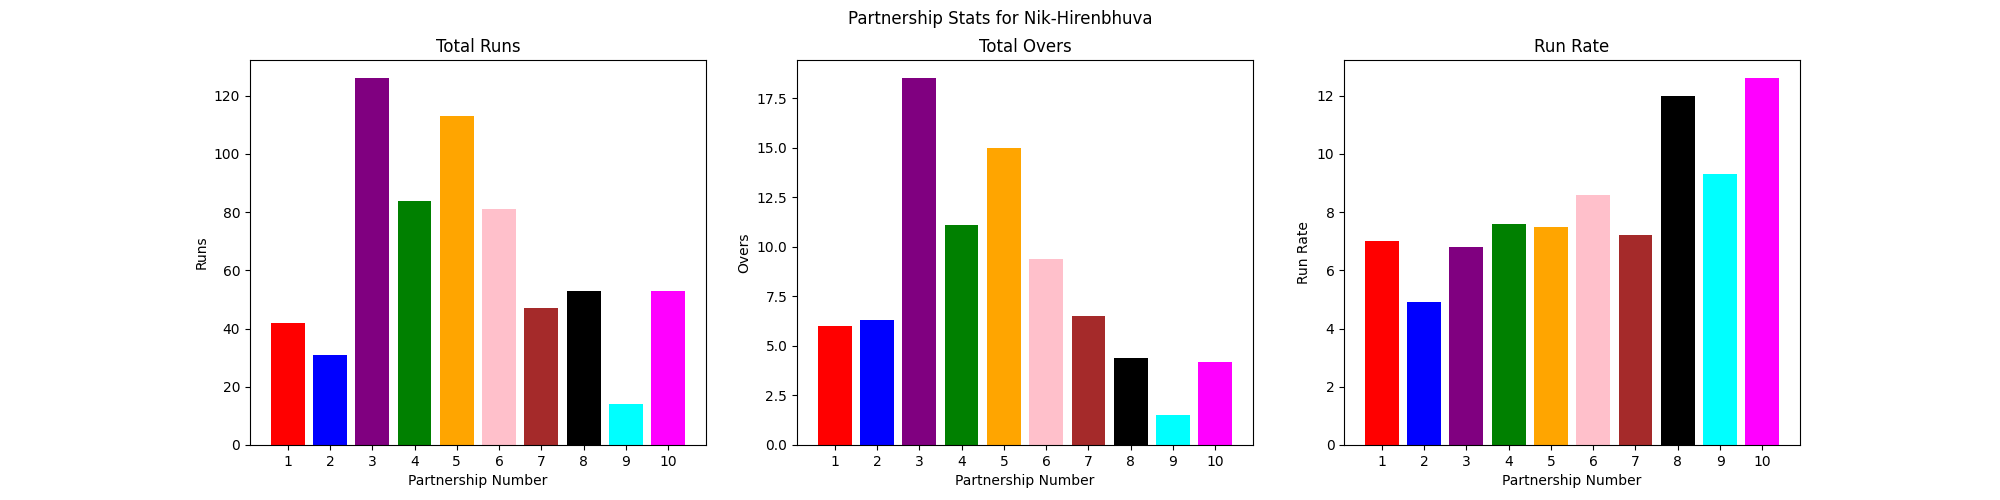 Partnership Stats for Nik-Hirenbhuva
Total Runs
Runs
120
100
80
60
40
20
0
1 2 3 4 5 6 7 8 9 10
Partnership Number
Total Overs
Overs
17.5
15.0
12.5
10.0
7.5
5.0
2.5
0.0
1 2 3 4 5 6 7 8 9 10
Partnership Number
Run Rate
Run Rate
12
10
8
6
4
2
0
1 2 3 4 5 6 7 8 9 10
Partnership Number